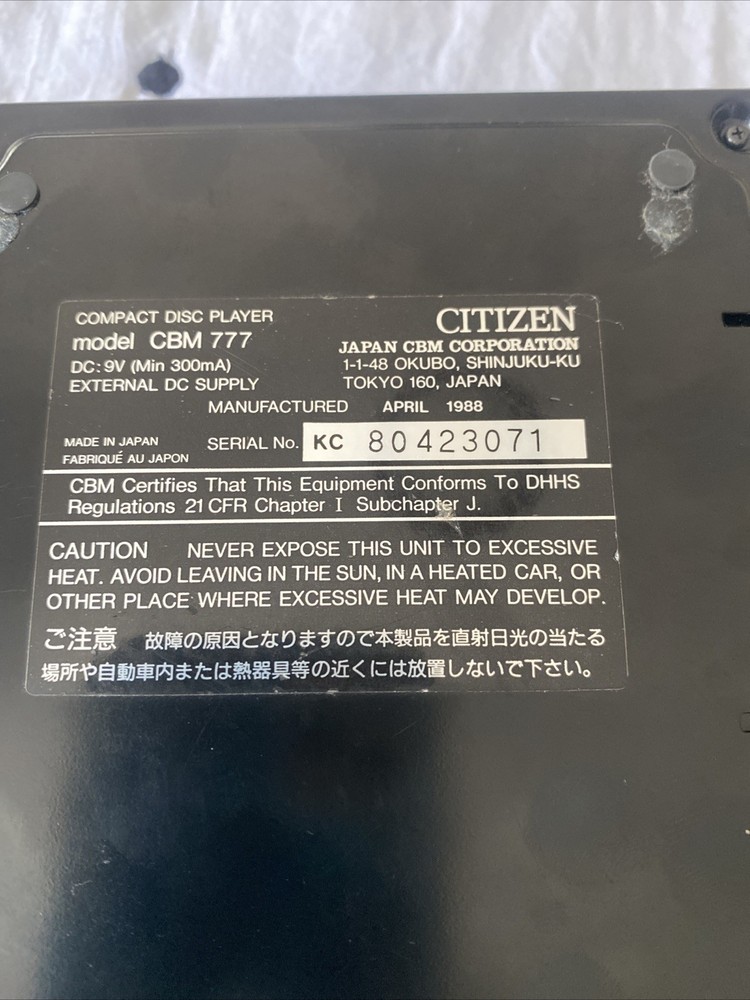 COMPACT DISC PLAYER
model CBM 777
DC: 9V (Min 300mA)
EXTERNAL DC SUPPLY
CITIZEN
JAPAN CBM CORPORATION
1-1-48 OKUBO, SHINJUKU-KU
TOKYO 160, JAPAN
MANUFACTURED APRIL 1988
MADE IN JAPAN
FABRIQUÉ AU JAPON
SERIAL No. KC 80423071
CBM Certifies That This Equipment Conforms To DHHS
Regulations 21 CFR Chapter I Subchapter J.
CAUTION NEVER EXPOSE THIS UNIT TO EXCESSIVE
HEAT. AVOID LEAVING IN THE SUN, IN A HEATED CAR, OR
OTHER PLACE WHERE EXCESSIVE HEAT MAY DEVELOP.
ご注意 故障の原因となりますので本製品を直射日光の当たる
場所や自動車内または熱器具等の近くには放置しないで下さい。